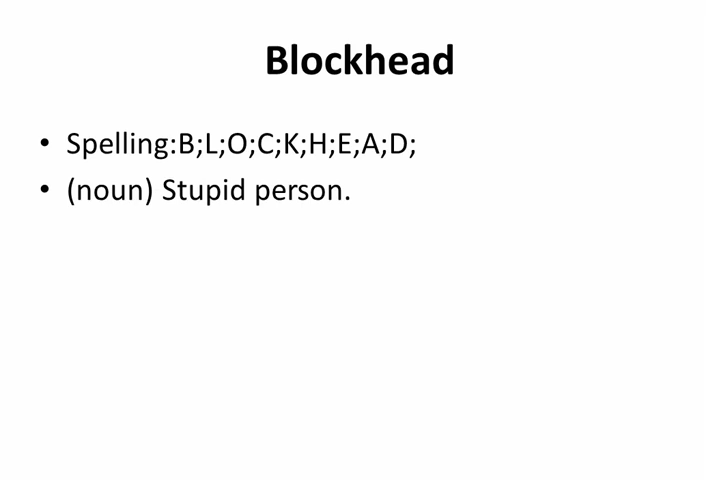 Blockhead
• Spelling:B;L;O;C;K;H;E;A;D;
• (noun) Stupid person.